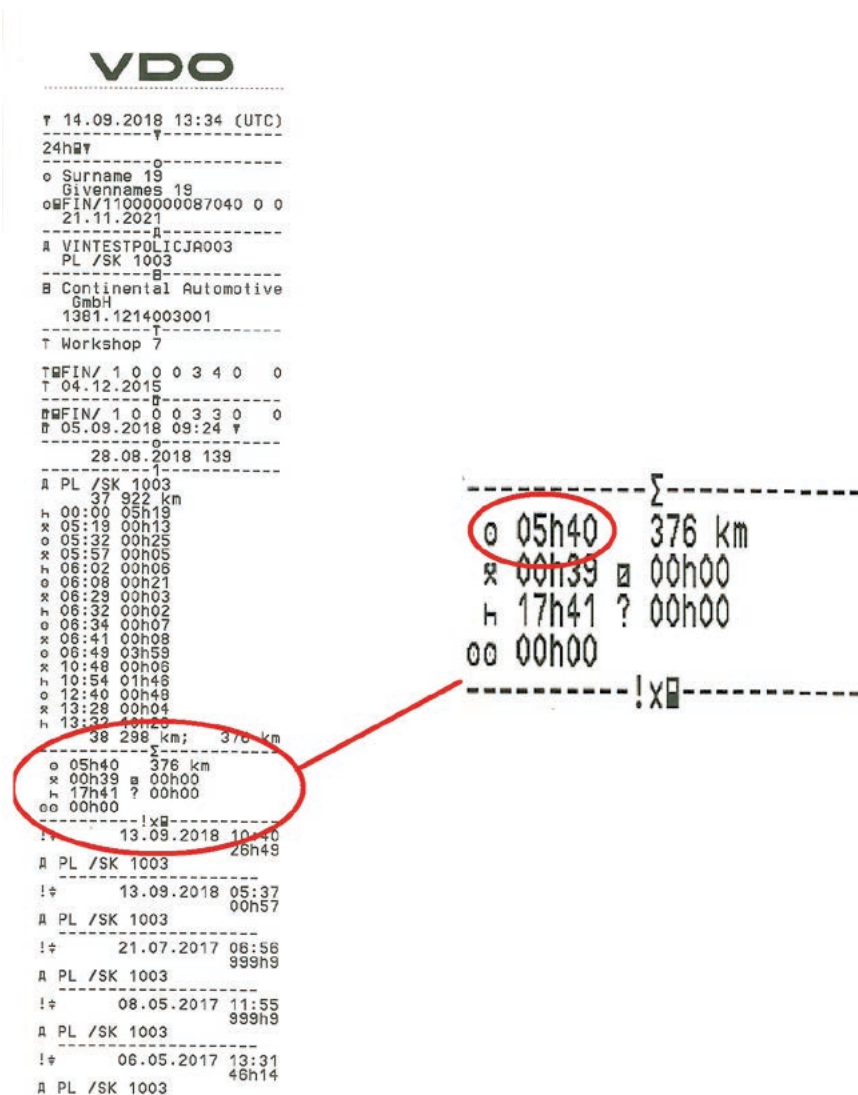 VDO
14.09.2018 13:34 (UTC)
24h
o Surname 19
Givennames 19
FIN/11000000087040 0 0
21.11.2021
A VINTESTPOLICJA003
PL /SK 1003
B Continental Automotive
GmbH
1381.1214003001
T
T Workshop 7
FIN/ 1 0 0 0 3 4 0 0
T 04.12.2015
FIN/ 1 0 0 0 3 3 0 0
05.09.2018 09:24
28.08.2018 139
1
A PL /SK 1003
37 922 km
h 00:00 05h19
x 05:19 00h13
o 05:32 00h25
x 05:57 00h05
h 06:02 00h06
o 06:08 00h21
x 06:29 00h03
h 06:32 00h02
o 06:34 00h07
x 06:41 00h08
o 06:49 03h59
x 10:48 00h06
h 10:54 01h46
o 12:40 00h48
x 13:28 00h04
h 13:32
38 298 km; 376 km
Σ
o 05h40 376 km
x 00h39 00h00
h 17h41 ? 00h00
oo 00h00
!x
! 13.09.2018 10:40
26h49
A PL /SK 1003
! 13.09.2018 05:37
00h57
A PL /SK 1003
! 21.07.2017 06:56
999h9
A PL /SK 1003
! 08.05.2017 11:55
999h9
A PL /SK 1003
! 06.05.2017 13:31
46h14
A PL /SK 1003
Σ
o 05h40 376 km
x 00h39 00h00
h 17h41 ? 00h00
oo 00h00
!x